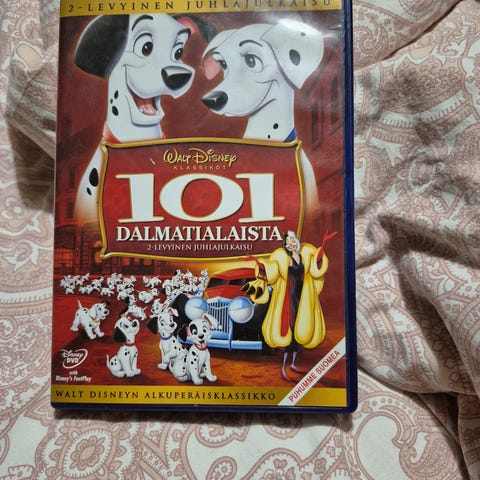 2-LEVYINEN JUHLAJULKAISU
WALT DISNEY
KLASSIKOT
101
DALMATIALAISTA
2-LEVYINEN JUHLAJULKAISU
Disney
DVD
with
Disney's FastPlay
PUHUMME SUOMEA
WALT DISNEYN ALKUPERÄISKLASSIKKO